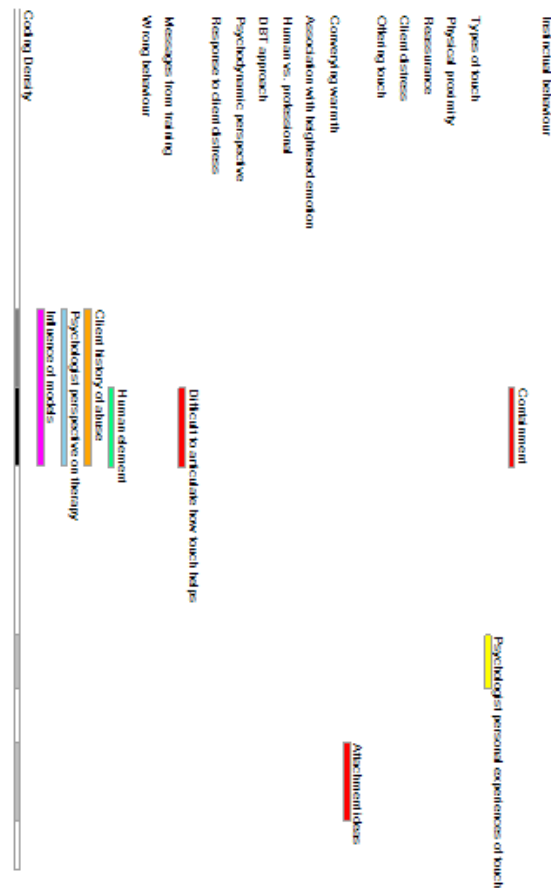 Instinctual behaviour
Containment
Psychologist personal experiences of touch
Types of touch
Physical proximity
Reassurance
Client distress
Offering touch
Attachment ideas
Converying warmth
Association with heightened emotion
Human vs. professional
DBT approach
Psychodynamic perspective
Response to client distress
Difficult to articulate how touch helps
Messages from training
Wrong behaviour
Human element
Client history of abuse
Psychologist perspective on therapy
Influence of models
Coding Density